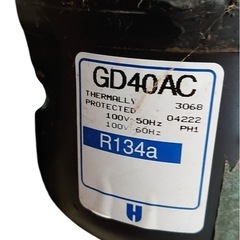 GD40AC
THERMALLY 3068
PROTECTED
100V-50Hz 04222
100V-60Hz PH1
R134a
H